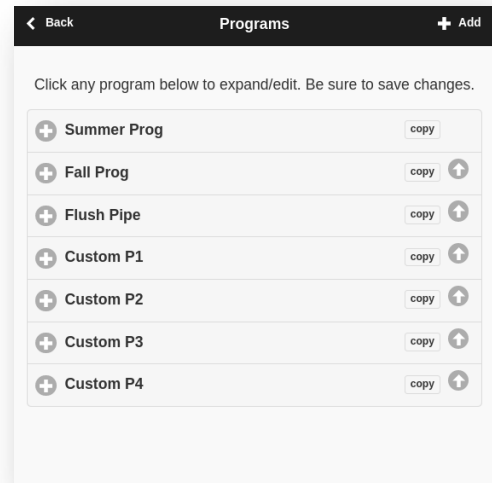 Back Programs Add
Click any program below to expand/edit. Be sure to save changes.
Summer Prog copy
Fall Prog copy
Flush Pipe copy
Custom P1 copy
Custom P2 copy
Custom P3 copy
Custom P4 copy